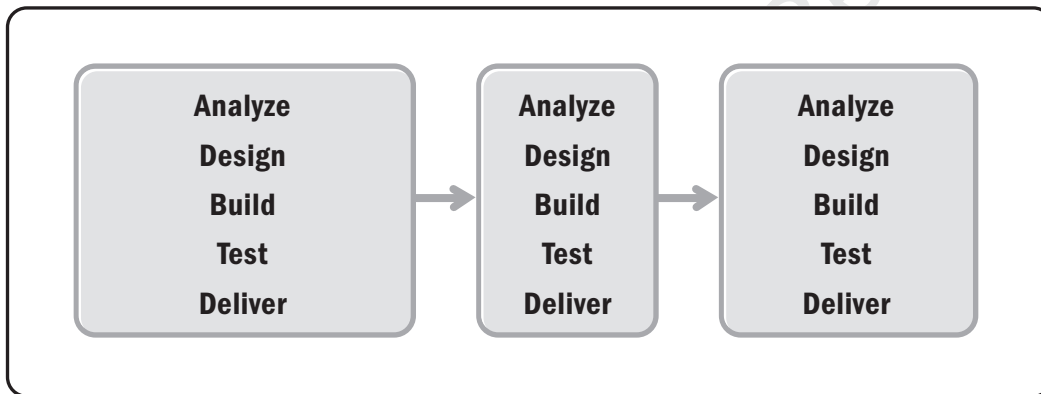 Analyze
Design
Build
Test
Deliver
Analyze
Design
Build
Test
Deliver
Analyze
Design
Build
Test
Deliver